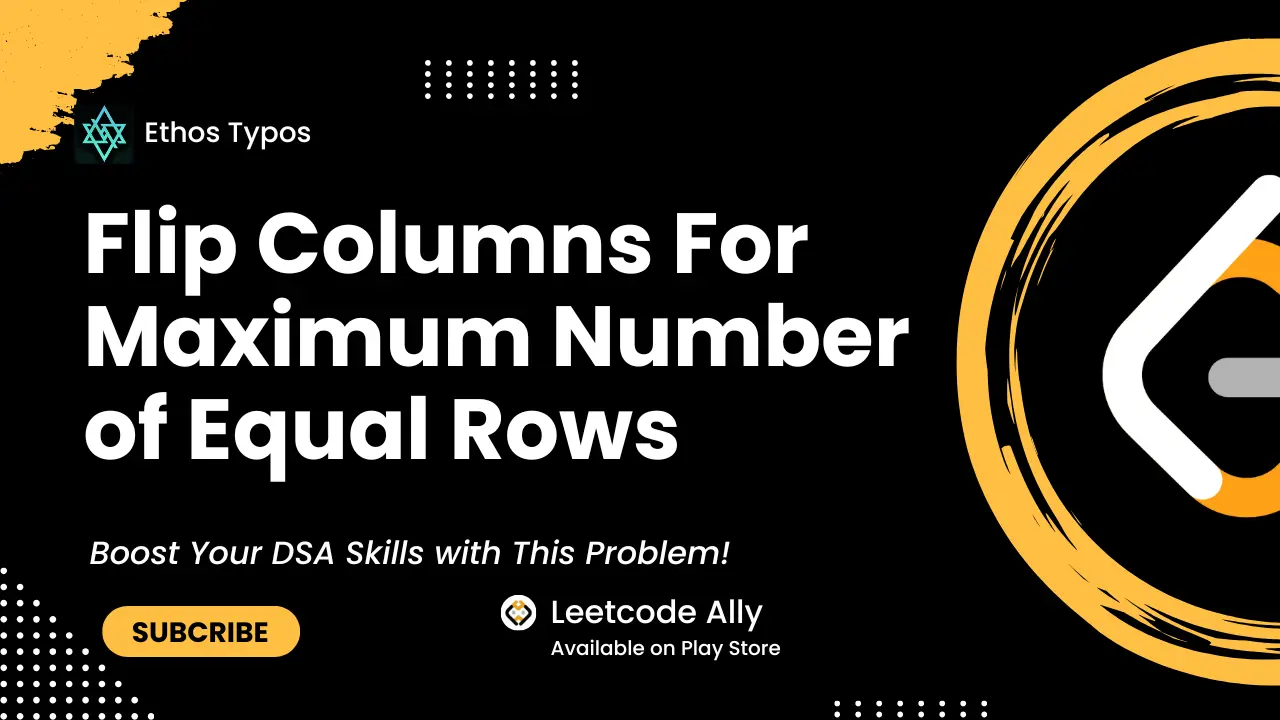 Ethos Typos
Flip Columns For
Maximum Number
of Equal Rows
Boost Your DSA Skills with This Problem!
SUBCRIBE
Leetcode Ally
Available on Play Store